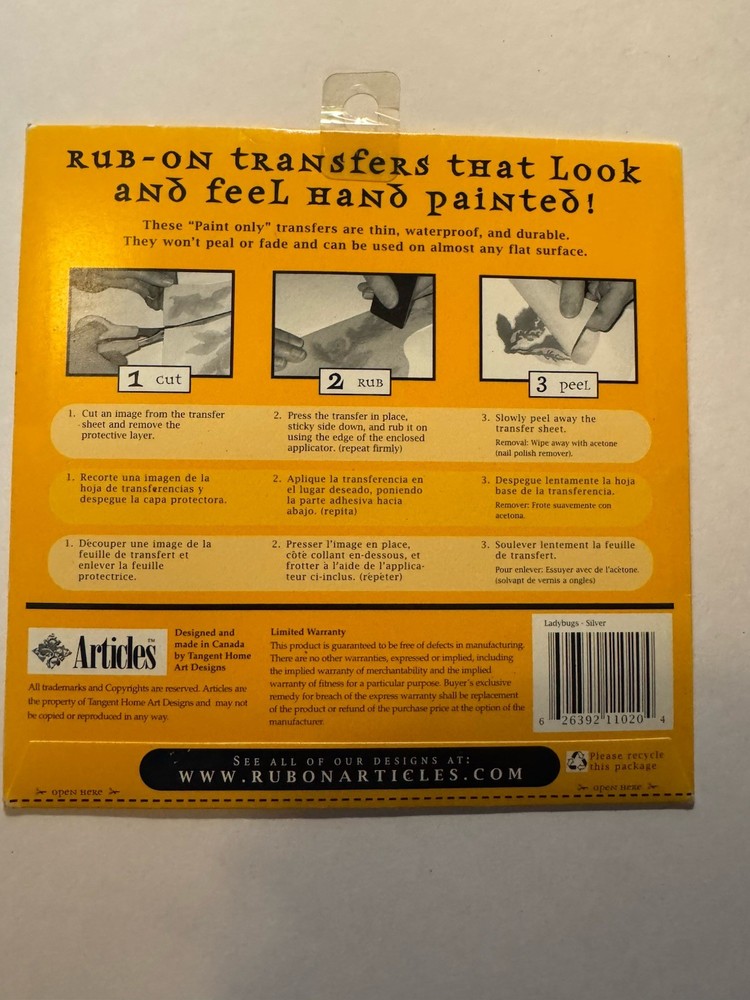 RUB-ON tRANsfeRs tHat Look
and feeL Hand painted!
These “Paint only” transfers are thin, waterproof, and durable.
They won't peal or fade and can be used on almost any flat surface.
1 cut
2 RUB
3 peeL
1. Cut an image from the transfer
sheet and remove the
protective layer.
2. Press the transfer in place,
sticky side down, and rub it on
using the edge of the enclosed
applicator. (repeat firmly)
3. Slowly peel away the
transfer sheet.
Removal: Wipe away with acetone
(nail polish remover).
1. Recorte una imagen de la
hoja de transferencias y
despegue la capa protectora.
2. Aplique la transferencia en
el lugar deseado, poniendo
la parte adhesiva hacia
abajo. (repita)
3. Despegue lentamente la hoja
base de la transferencia.
Remover: Frote suavemente con
acetona.
1. Dècouper une image de la
feuille de transfert et
enlever la feuille
protectrice.
2. Presser l'image en place,
côtè collant en-dessous, et
frotter à l'aide de l'applica-
teur ci-inclus. (rèpèter)
3. Soulever lentement la feuille
de transfert.
Pour enlever: Essuyer avec de l'acètone.
(solvant de vernis a ongles)
Articles™
Designed and
made in Canada
by Tangent Home
Art Designs
All trademarks and Copyrights are reserved. Articles are
the property of Tangent Home Art Designs and may not
be copied or reproduced in any way.
Limited Warranty
This product is guaranteed to be free of defects in manufacturing.
There are no other warranties, expressed or implied, including
the implied warranty of merchantability and the implied
warranty of fitness for a particular purpose. Buyer's exclusive
remedy for breach of the express warranty shall be replacement
of the product or refund of the purchase price at the option of the
manufacturer.
Ladybugs - Silver
6 26392 11020 4
SEE ALL OF OUR DESIGNS AT:
WWW.RUBONARTICLES.COM
Please recycle
this package
open HeRe
open HeRe